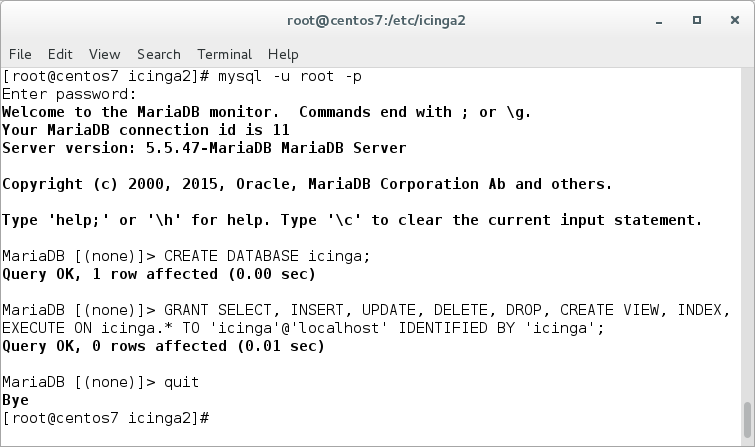 root@centos7:/etc/icinga2
File Edit View Search Terminal Help
[root@centos7 icinga2]# mysql -u root -p
Enter password:
Welcome to the MariaDB monitor.  Commands end with ; or \g.
Your MariaDB connection id is 11
Server version: 5.5.47-MariaDB MariaDB Server
Copyright (c) 2000, 2015, Oracle, MariaDB Corporation Ab and others.
Type 'help;' or '\h' for help. Type '\c' to clear the current input statement.
MariaDB [(none)]> CREATE DATABASE icinga;
Query OK, 1 row affected (0.00 sec)
MariaDB [(none)]> GRANT SELECT, INSERT, UPDATE, DELETE, DROP, CREATE VIEW, INDEX,
EXECUTE ON icinga.* TO 'icinga'@'localhost' IDENTIFIED BY 'icinga';
Query OK, 0 rows affected (0.01 sec)
MariaDB [(none)]> quit
Bye
[root@centos7 icinga2]#